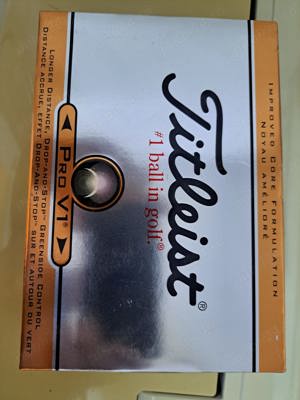 IMPROVED CORE FORMULATION
NOYAU AMÉLIORÉ
Titleist®
#1 ball in golf.®
PRO V1®
LONGER DISTANCE, DROP-AND-STOP™ GREENSIDE CONTROL
DISTANCE ACCRUE, EFFET DROP-AND-STOP™ SUR ET AUTOUR DU VERT